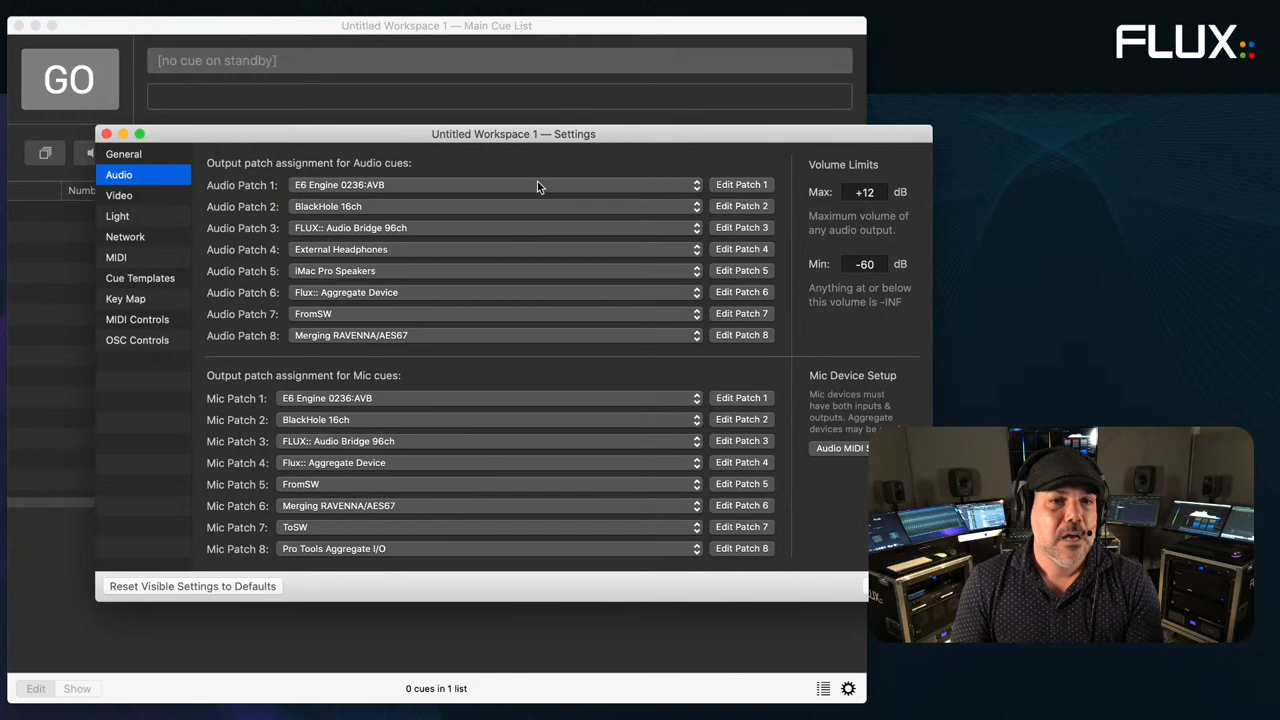 Untitled Workspace 1 — Main Cue List
FLUX::
GO
[no cue on standby]
Numb
Untitled Workspace 1 — Settings
General
Audio
Video
Light
Network
MIDI
Cue Templates
Key Map
MIDI Controls
OSC Controls
Output patch assignment for Audio cues:
Audio Patch 1: E6 Engine 0236:AVB Edit Patch 1
Audio Patch 2: BlackHole 16ch Edit Patch 2
Audio Patch 3: FLUX:: Audio Bridge 96ch Edit Patch 3
Audio Patch 4: External Headphones Edit Patch 4
Audio Patch 5: iMac Pro Speakers Edit Patch 5
Audio Patch 6: Flux:: Aggregate Device Edit Patch 6
Audio Patch 7: FromSW Edit Patch 7
Audio Patch 8: Merging RAVENNA/AES67 Edit Patch 8
Output patch assignment for Mic cues:
Mic Patch 1: E6 Engine 0236:AVB Edit Patch 1
Mic Patch 2: BlackHole 16ch Edit Patch 2
Mic Patch 3: FLUX:: Audio Bridge 96ch Edit Patch 3
Mic Patch 4: Flux:: Aggregate Device Edit Patch 4
Mic Patch 5: FromSW Edit Patch 5
Mic Patch 6: Merging RAVENNA/AES67 Edit Patch 6
Mic Patch 7: ToSW Edit Patch 7
Mic Patch 8: Pro Tools Aggregate I/O Edit Patch 8
Volume Limits
Max: +12 dB
Maximum volume of
any audio output.
Min: -60 dB
Anything at or below
this volume is -INF
Mic Device Setup
Mic devices must
have both inputs &
outputs. Aggregate
devices may be
Audio MIDI S
Reset Visible Settings to Defaults
Edit Show
0 cues in 1 list